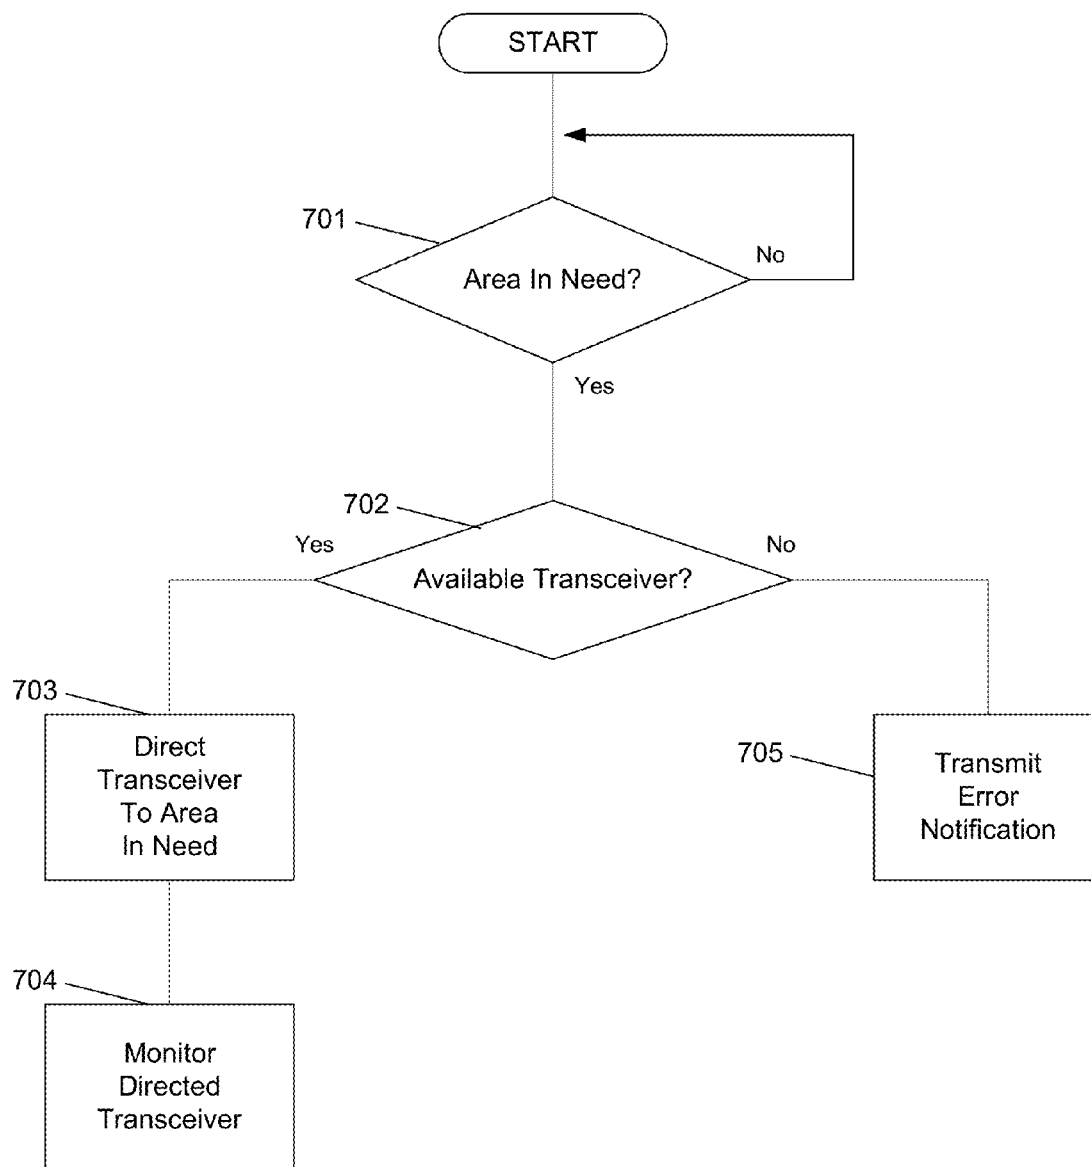 START
701
Area In Need?
No
Yes
702
Yes
No
Available Transceiver?
703
Direct
Transceiver
To Area
In Need
705
Transmit
Error
Notification
704
Monitor
Directed
Transceiver